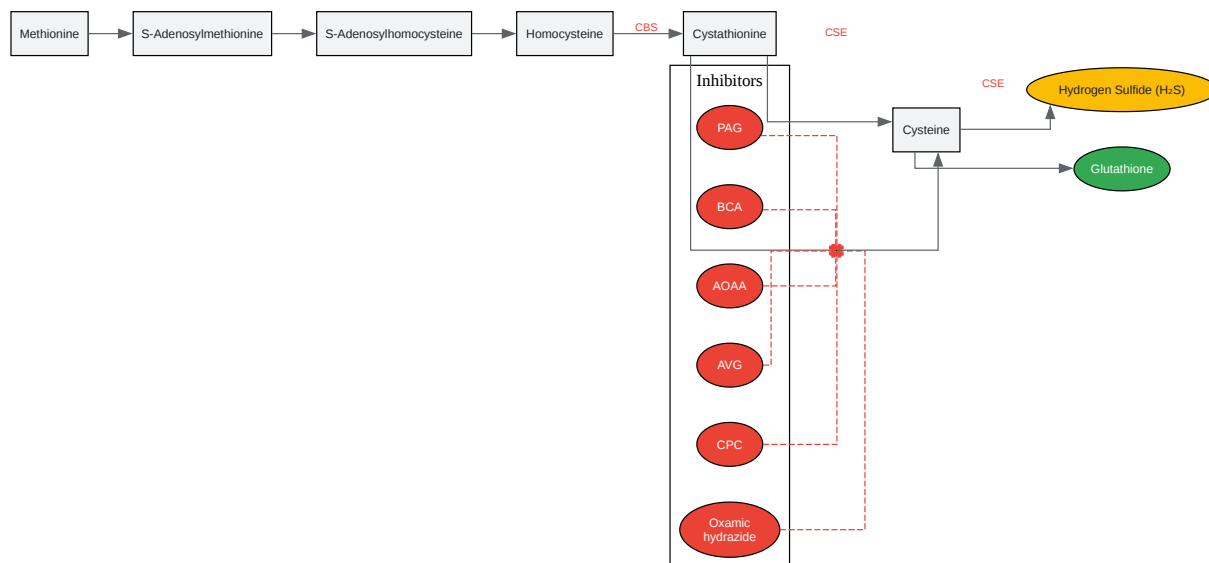 Methionine
S-Adenosylmethionine
S-Adenosylhomocysteine
Homocysteine
CBS
Cystathionine
CSE
Inhibitors
PAG
BCA
AOAA
AVG
CPC
Oxamic
hydrazide
Cysteine
CSE
Hydrogen Sulfide (H₂S)
Glutathione